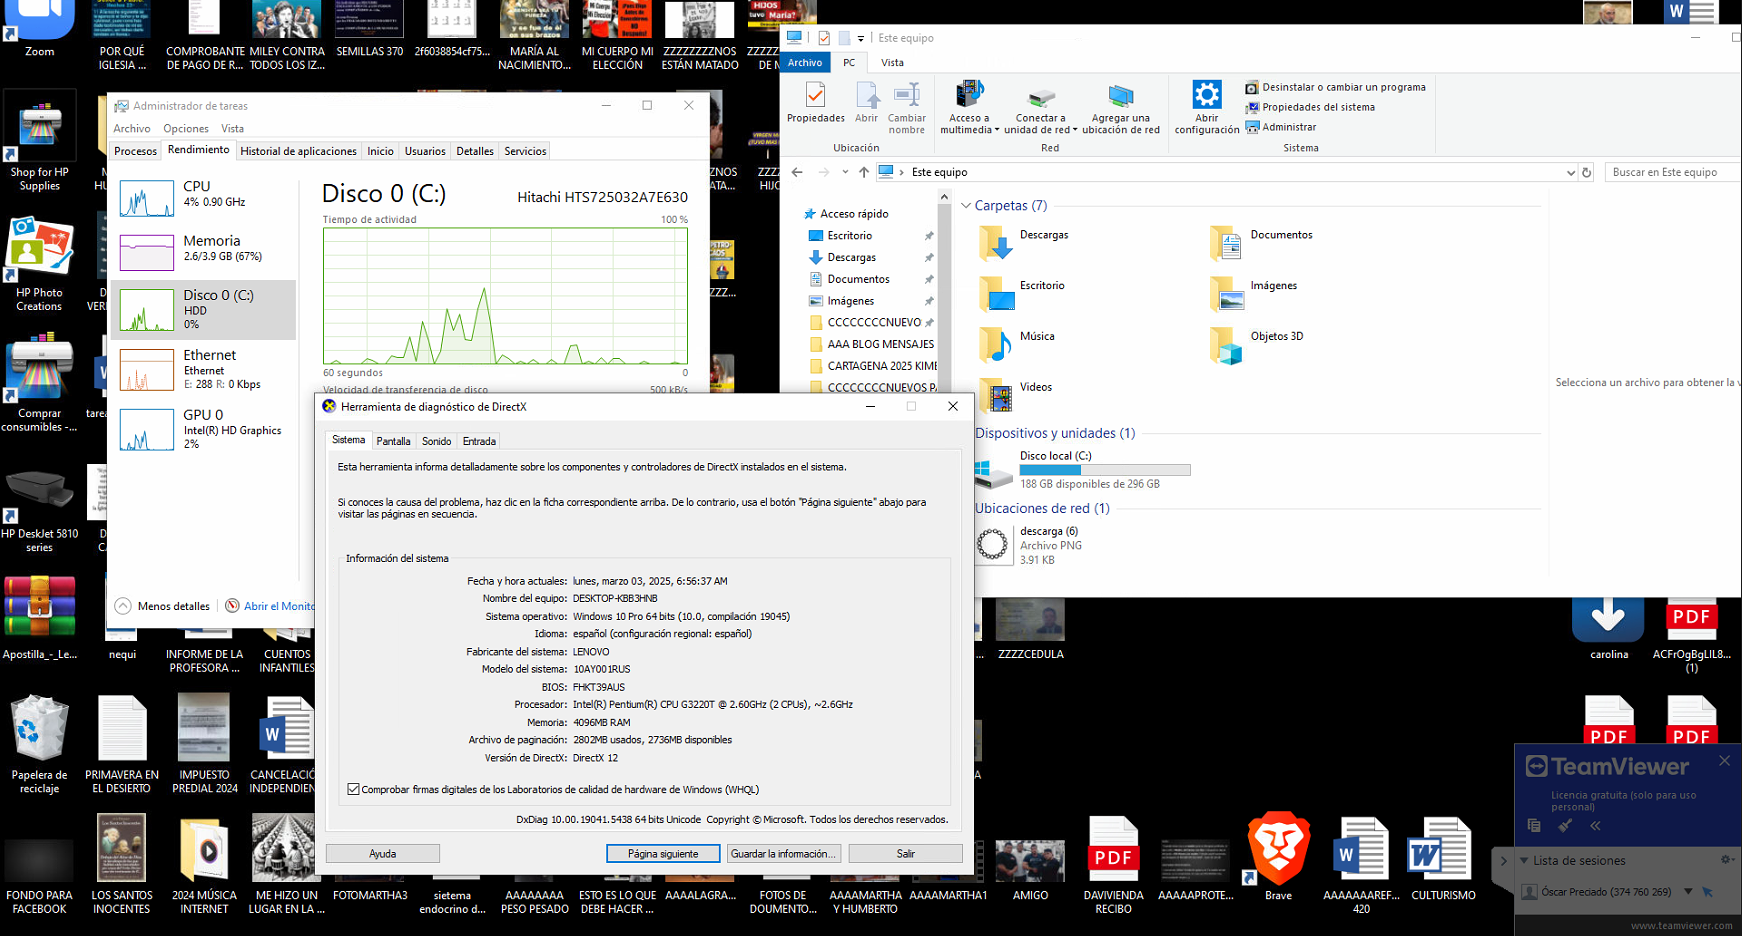 Zoom
POR QUÉ
IGLESIA ...
COMPROBANTE
DE PAGO DE R...
MILEY CONTRA
TODOS LOS IZ...
SEMILLAS 370
2f6038854cf75...
MARÍA AL
NACIMIENTO...
MI CUERPO MI
ELECCIÓN
ZZZZZZZNOS
ESTÁN MATADO
Shop for HP
Supplies
HP Photo
Creations
Comprar
consumibles -...
HP DeskJet 5810
series
Apostilla_-_Le...
Papelera de
reciclaje
FONDO PARA
FACEBOOK
Administrador de tareas
Archivo Opciones Vista
Procesos Rendimiento Historial de aplicaciones Inicio Usuarios Detalles Servicios
CPU
4% 0.90 GHz
Memoria
2.6/3.9 GB (67%)
Disco 0 (C:)
HDD
0%
Ethernet
Ethernet
E: 288 R: 0 Kbps
GPU 0
Intel(R) HD Graphics
2%
Disco 0 (C:) Hitachi HTS725032A7E630
Tiempo de actividad 100 %
60 segundos 0
Velocidad de transferencia de disco 500 kB/s
Menos detalles Abrir el Monito
Este equipo
Archivo PC Vista
Propiedades
Abrir
Cambiar
nombre
Ubicación
Acceso a
multimedia
Conectar a
unidad de red
Agregar una
ubicación de red
Red
Abrir
configuración
Desinstalar o cambiar un programa
Propiedades del sistema
Administrar
Sistema
Este equipo
Buscar en Este equipo
Acceso rápido
Escritorio
Descargas
Documentos
Imágenes
CCCCCCCCNUEVO
AAA BLOG MENSAJES
CARTAGENA 2025 KIME
CCCCCCCCNUEVOS PA
Carpetas (7)
Descargas
Documentos
Escritorio
Imágenes
Música
Objetos 3D
Videos
Dispositivos y unidades (1)
Disco local (C:)
188 GB disponibles de 296 GB
Ubicaciones de red (1)
descarga (6)
Archivo PNG
3.91 KB
Selecciona un archivo para obtener la v
Herramienta de diagnóstico de DirectX
Sistema Pantalla Sonido Entrada
Esta herramienta informa detalladamente sobre los componentes y controladores de DirectX instalados en el sistema.
Si conoces la causa del problema, haz clic en la ficha correspondiente arriba. De lo contrario, usa el botón "Página siguiente" abajo para
visitar las páginas en secuencia.
Información del sistema
Fecha y hora actuales: lunes, marzo 03, 2025, 6:56:37 AM
Nombre del equipo: DESKTOP-KBB3HNB
Sistema operativo: Windows 10 Pro 64 bits (10.0, compilación 19045)
Idioma: español (configuración regional: español)
Fabricante del sistema: LENOVO
Modelo del sistema: 10AY001RUS
BIOS: FHKT39AUS
Procesador: Intel(R) Pentium(R) CPU G3220T @ 2.60GHz (2 CPUs), ~2.6GHz
Memoria: 4096MB RAM
Archivo de paginación: 2802MB usados, 2736MB disponibles
Versión de DirectX: DirectX 12
Comprobar firmas digitales de los Laboratorios de calidad de hardware de Windows (WHQL)
DxDiag 10.00.19041.5438 64 bits Unicode Copyright © Microsoft. Todos los derechos reservados.
Ayuda Página siguiente Guardar la información... Salir
nequi
INFORME DE LA
PROFESORA ...
CUENTOS
INFANTILES
ZZZZCEDULA
carolina
PDF
ACFrOgBgLIL8...
(1)
PRIMAVERA EN
EL DESIERTO
IMPUESTO
PREDIAL 2024
CANCELACIÓ
INDEPENDIEN
PDF
PDF
LOS SANTOS
INOCENTES
2024 MÚSICA
INTERNET
ME HIZO UN
LUGAR EN LA ...
FOTOMARTHA3
sietema
endocrino d...
AAAAAAAA
PESO PESADO
ESTO ES LO QUE
DEBE HACER ...
AAAALAGRA...
FOTOS DE
DOUMENTO...
AAAAMARTHA
Y HUMBERTO
AAAAMARTHA1
AMIGO
PDF
DAVIVIENDA
RECIBO
AAAAAPROTE...
Brave
AAAAAAAREF...
420
CULTURISMO
TeamViewer
Licencia gratuita (solo para uso
personal)
Lista de sesiones
Óscar Preciado (374 760 269)
www.teamviewer.com